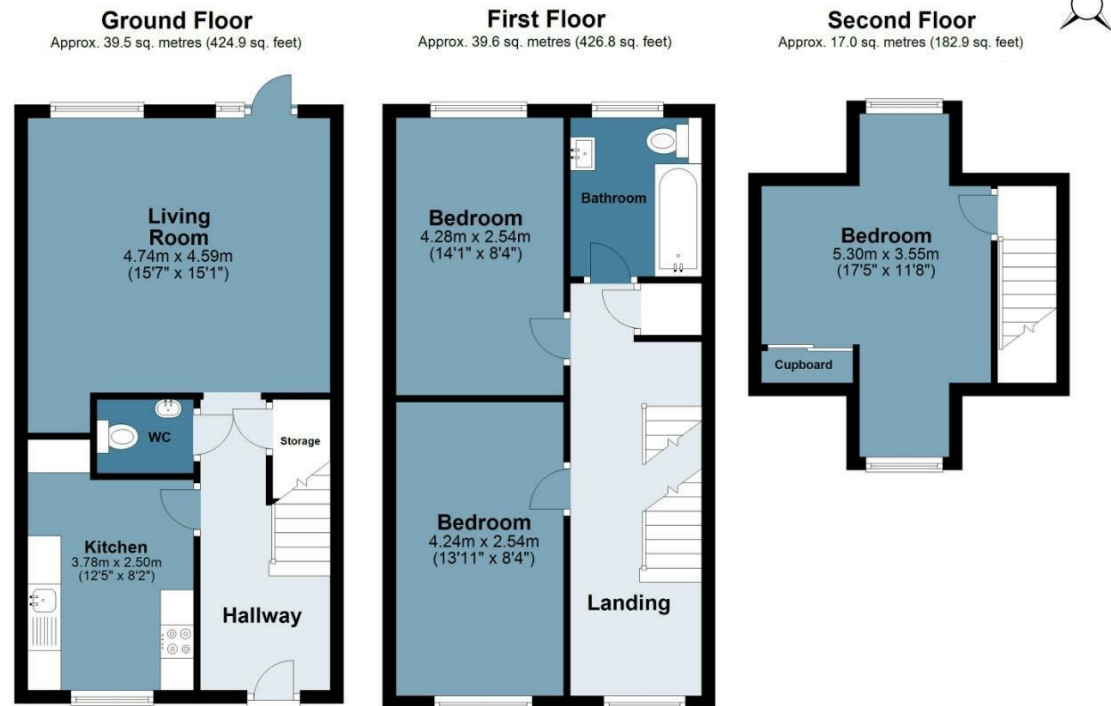 Ground Floor
Approx. 39.5 sq. metres (424.9 sq. feet)
First Floor
Approx. 39.6 sq. metres (426.8 sq. feet)
Second Floor
Approx. 17.0 sq. metres (182.9 sq. feet)
Living
Room
4.74m x 4.59m
(15'7" x 15'1")
WC
Storage
Kitchen
3.78m x 2.50m
(12'5" x 8'2")
Hallway
Bedroom
4.28m x 2.54m
(14'1" x 8'4")
Bathroom
Bedroom
4.24m x 2.54m
(13'11" x 8'4")
Landing
Bedroom
5.30m x 3.55m
(17'5" x 11'8")
Cupboard